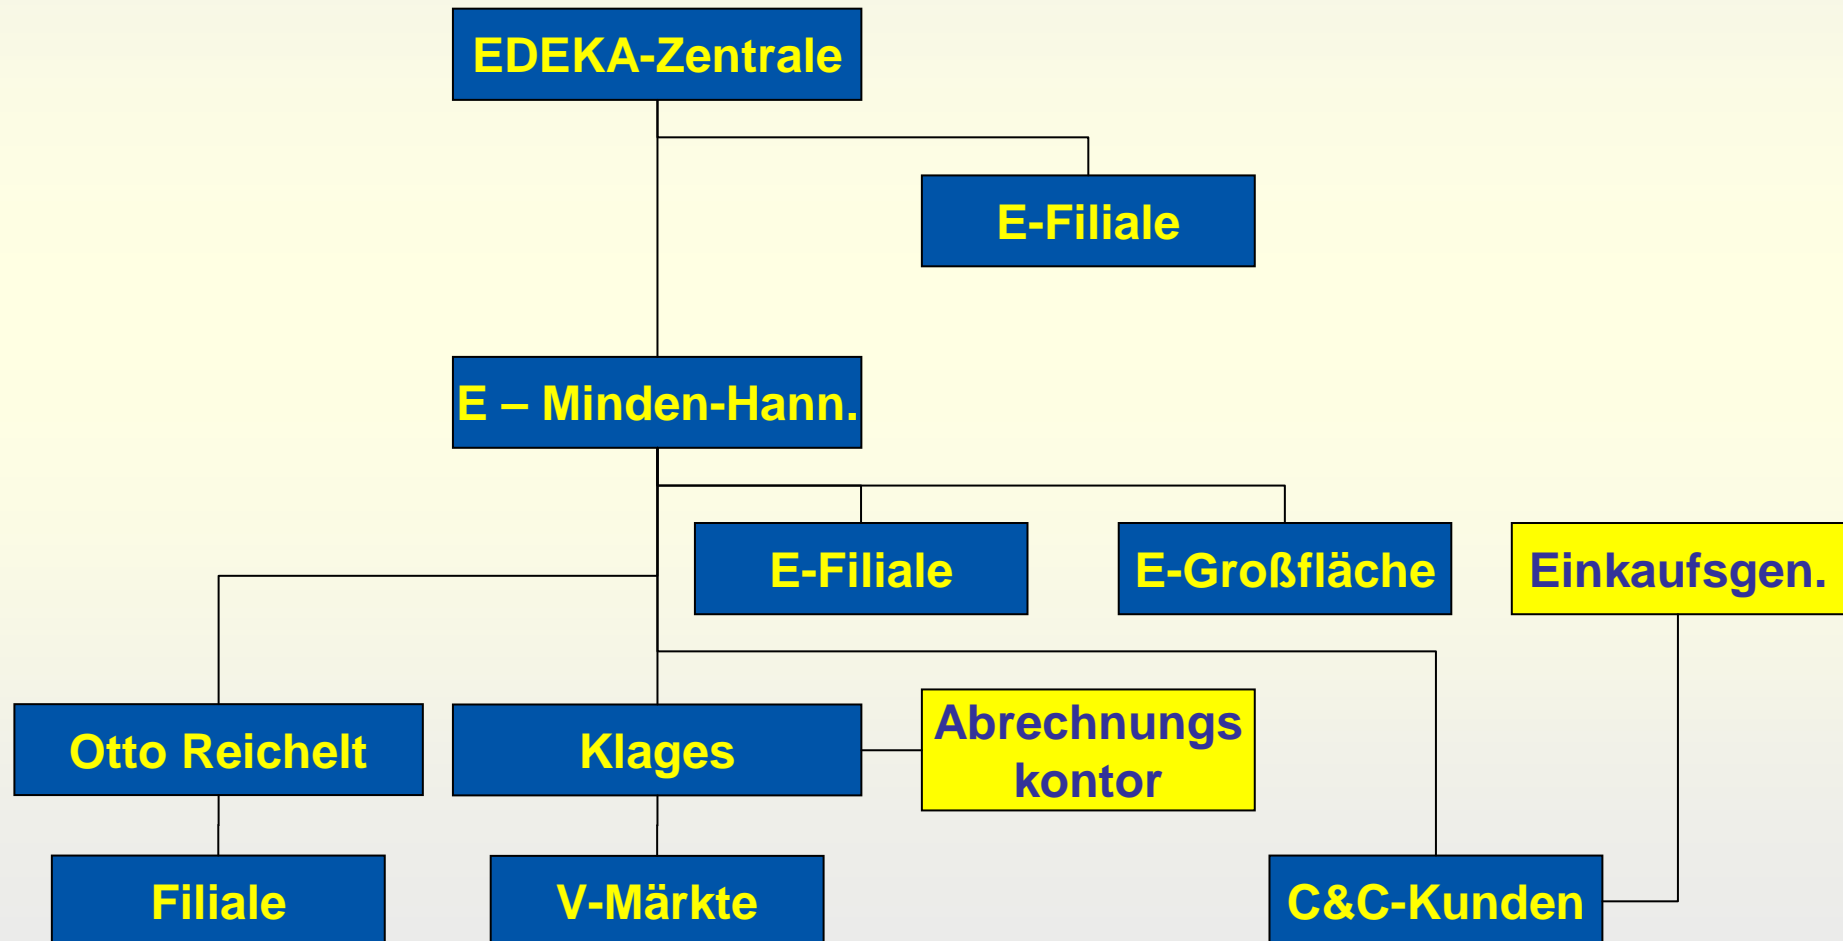 EDEKA-Zentrale
E-Filiale
E – Minden-Hann.
E-Filiale
E-Großfläche
Einkaufsgen.
Otto Reichelt
Klages
Abrechnungs
kontor
Filiale
V-Märkte
C&C-Kunden